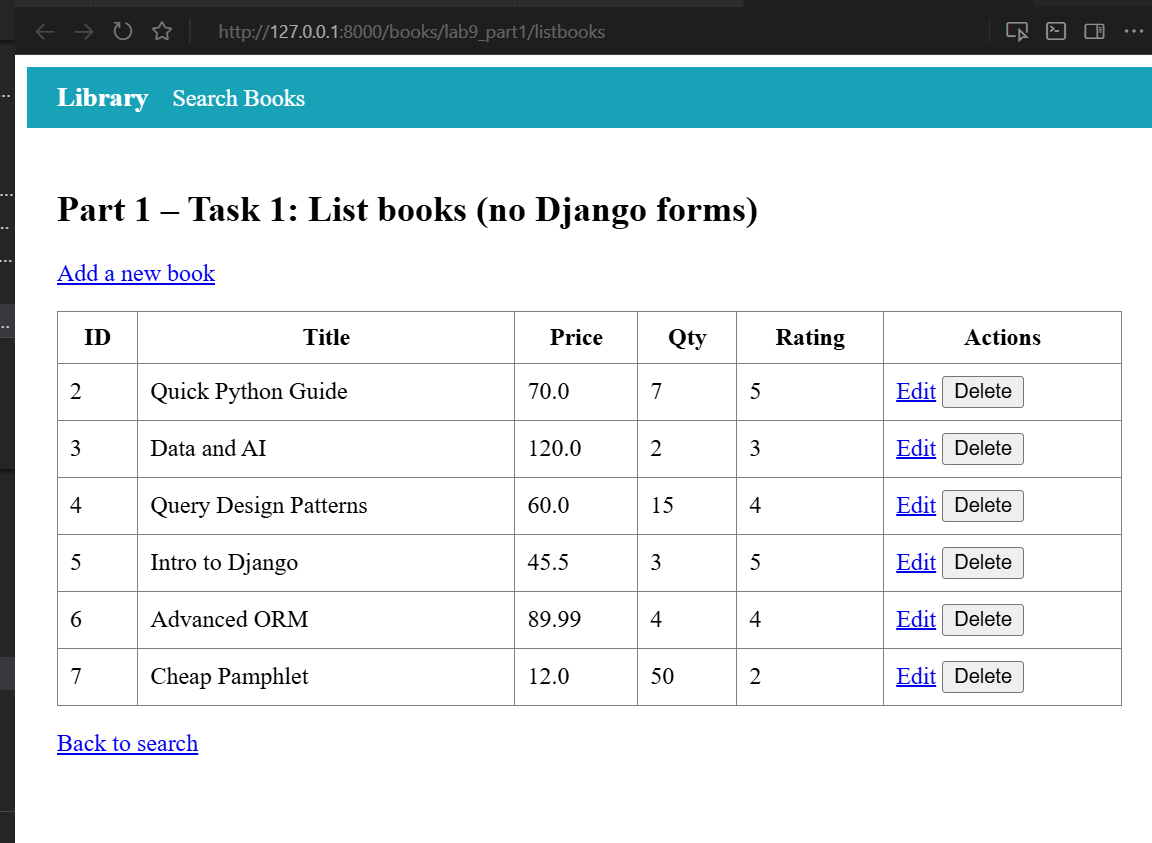 http://127.0.0.1:8000/books/lab9_part1/listbooks
Library Search Books
Part 1 – Task 1: List books (no Django forms)
Add a new book
ID Title Price Qty Rating Actions
2 Quick Python Guide 70.0 7 5 Edit Delete
3 Data and AI 120.0 2 3 Edit Delete
4 Query Design Patterns 60.0 15 4 Edit Delete
5 Intro to Django 45.5 3 5 Edit Delete
6 Advanced ORM 89.99 4 4 Edit Delete
7 Cheap Pamphlet 12.0 50 2 Edit Delete
Back to search